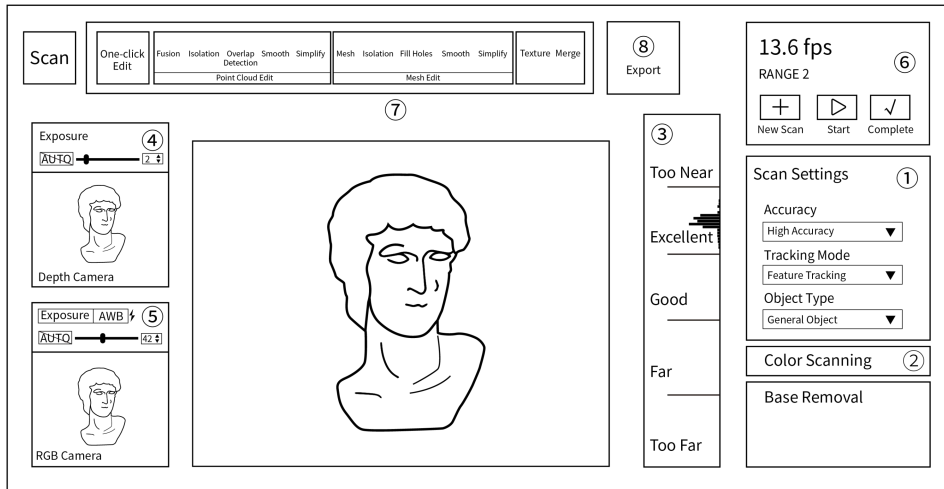 Scan
One-click
Edit
Fusion Isolation Overlap Smooth Simplify
Detection
Point Cloud Edit
Mesh Isolation Fill Holes Smooth Simplify
Mesh Edit
Texture Merge
⑦
⑧
Export
13.6 fps
RANGE 2
⑥
New Scan Start Complete
Exposure ④
AUTO 2
Depth Camera
Exposure AWB ⑤
AUTO 42
RGB Camera
③
Too Near
Excellent
Good
Far
Too Far
Scan Settings ①
Accuracy
High Accuracy
Tracking Mode
Feature Tracking
Object Type
General Object
Color Scanning ②
Base Removal